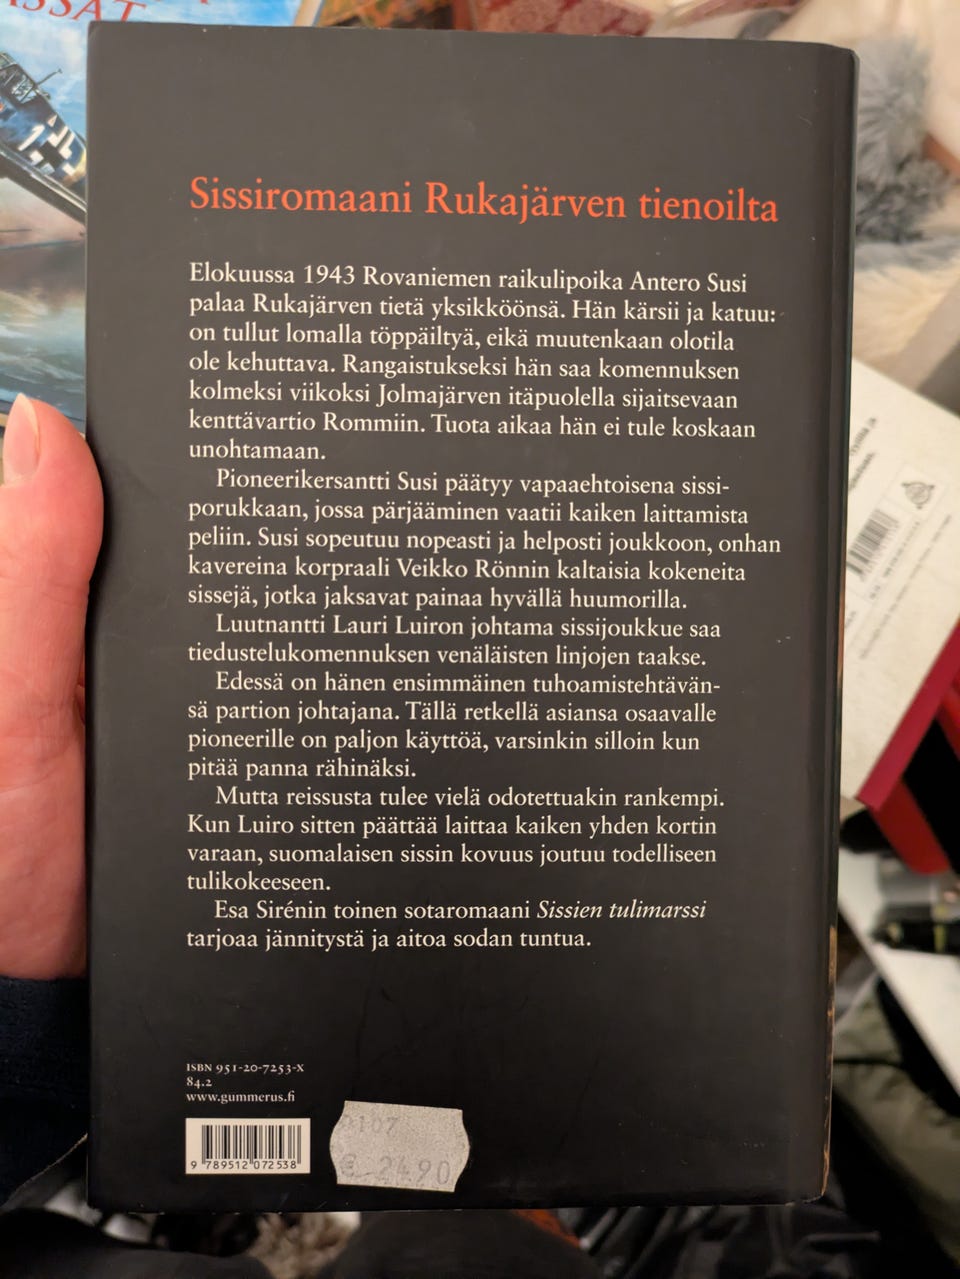 SSAT
Sissiromaani Rukajärven tienoilta
Elokuussa 1943 Rovaniemen raikulipoika Antero Susi
palaa Rukajärven tietä yksikköönsä. Hän kärsii ja katuu:
on tullut lomalla töppäiltyä, eikä muutenkaan olotila
ole kehuttava. Rangaistukseksi hän saa komennuksen
kolmeksi viikoksi Jolmajärven itäpuolella sijaitsevaan
kenttävartio Rommiin. Tuota aikaa hän ei tule koskaan
unohtamaan.
Pioneerikersantti Susi päätyy vapaaehtoisena sissi-
porukkaan, jossa pärjääminen vaatii kaiken laittamista
peliin. Susi sopeutuu nopeasti ja helposti joukkoon, onhan
kavereina korpraali Veikko Rönnin kaltaisia kokeneita
sissejä, jotka jaksavat painaa hyvällä huumorilla.
Luutnantti Lauri Luiron johtama sissijoukkue saa
tiedustelukomennuksen venäläisten linjojen taakse.
Edessä on hänen ensimmäinen tuhoamistehtävän-
sä partion johtajana. Tällä retkellä asiansa osaavalle
pioneerille on paljon käyttöä, varsinkin silloin kun
pitää panna rähinäksi.
Mutta reissusta tulee vielä odotettuakin rankempi.
Kun Luiro sitten päättää laittaa kaiken yhden kortin
varaan, suomalaisen sissin kovuus joutuu todelliseen
tulikokeeseen.
Esa Sirénin toinen sotaromaani Sissien tulimarssi
tarjoaa jännitystä ja aitoa sodan tuntua.
ISBN 951-20-7253-X
84.2
www.gummerus.fi
9 789512 072538
0107
€ 24.90